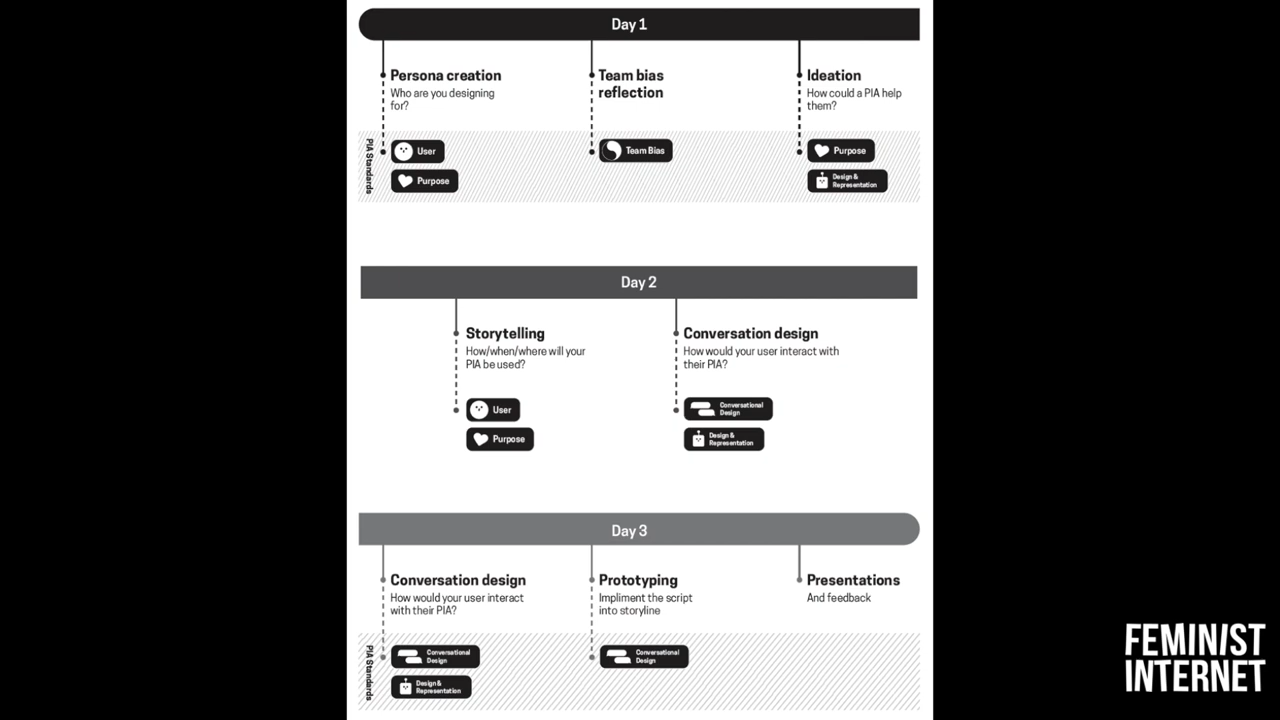 Day 1
Persona creation
Who are you designing
for?
Team bias
reflection
Ideation
How could a PIA help
them?
PIA Standards
User
Purpose
Team Bias
Purpose
Design &
Representation
Day 2
Storytelling
How/when/where will your
PIA be used?
Conversation design
How would your user interact with
their PIA?
User
Purpose
Conversational
Design
Design &
Representation
Day 3
Conversation design
How would your user interact
with their PIA?
Prototyping
Impliment the script
into storyline
Presentations
And feedback
PIA Standards
Conversational
Design
Design &
Representation
Conversational
Design
FEMINIST
INTERNET